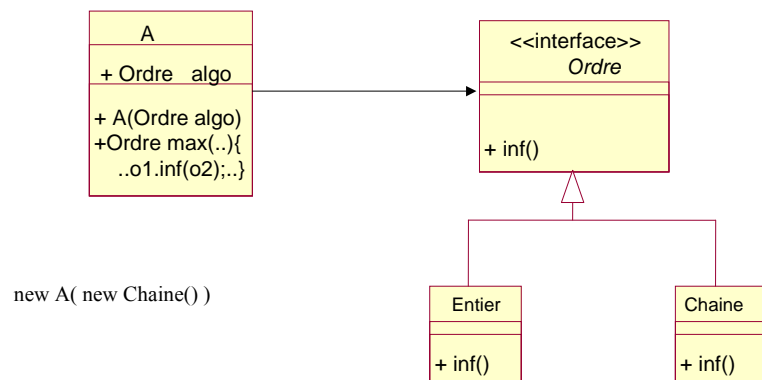 A
+ Ordre algo
+ A(Ordre algo)
+Ordre max(..){
..o1.inf(o2);..}
<<interface>>
Ordre
+ inf()
new A( new Chaine() )
Entier
+ inf()
Chaine
+ inf()